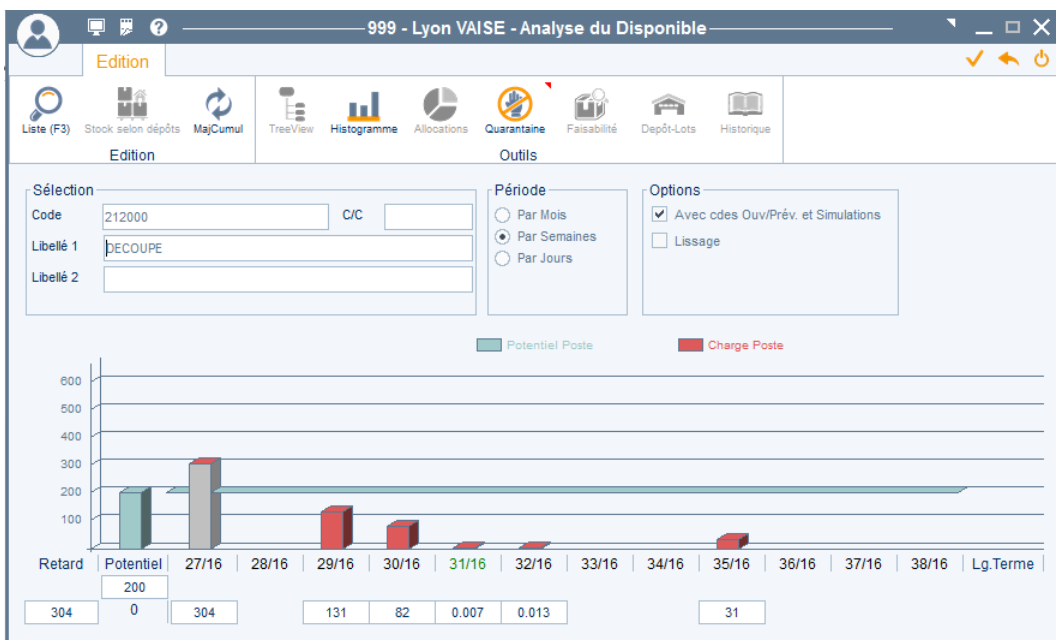 999 - Lyon VAISE - Analyse du Disponible
Edition
Liste (F3) Stock selon dépôts MajCumul TreeView Histogramme Allocations Quarantaine Faisabilité Depôt-Lots Historique
Edition Outils
Sélection Période Options
Code 212000 C/C Par Mois Avec cdes Ouv/Prév. et Simulations
Libellé 1 DECOUPE Par Semaines Lissage
Libellé 2 Par Jours
Potentiel Poste Charge Poste
600
500
400
300
200
100
Retard Potentiel 27/16 28/16 29/16 30/16 31/16 32/16 33/16 34/16 35/16 36/16 37/16 38/16 Lg.Terme
200
304 0 304 131 82 0.007 0.013 31